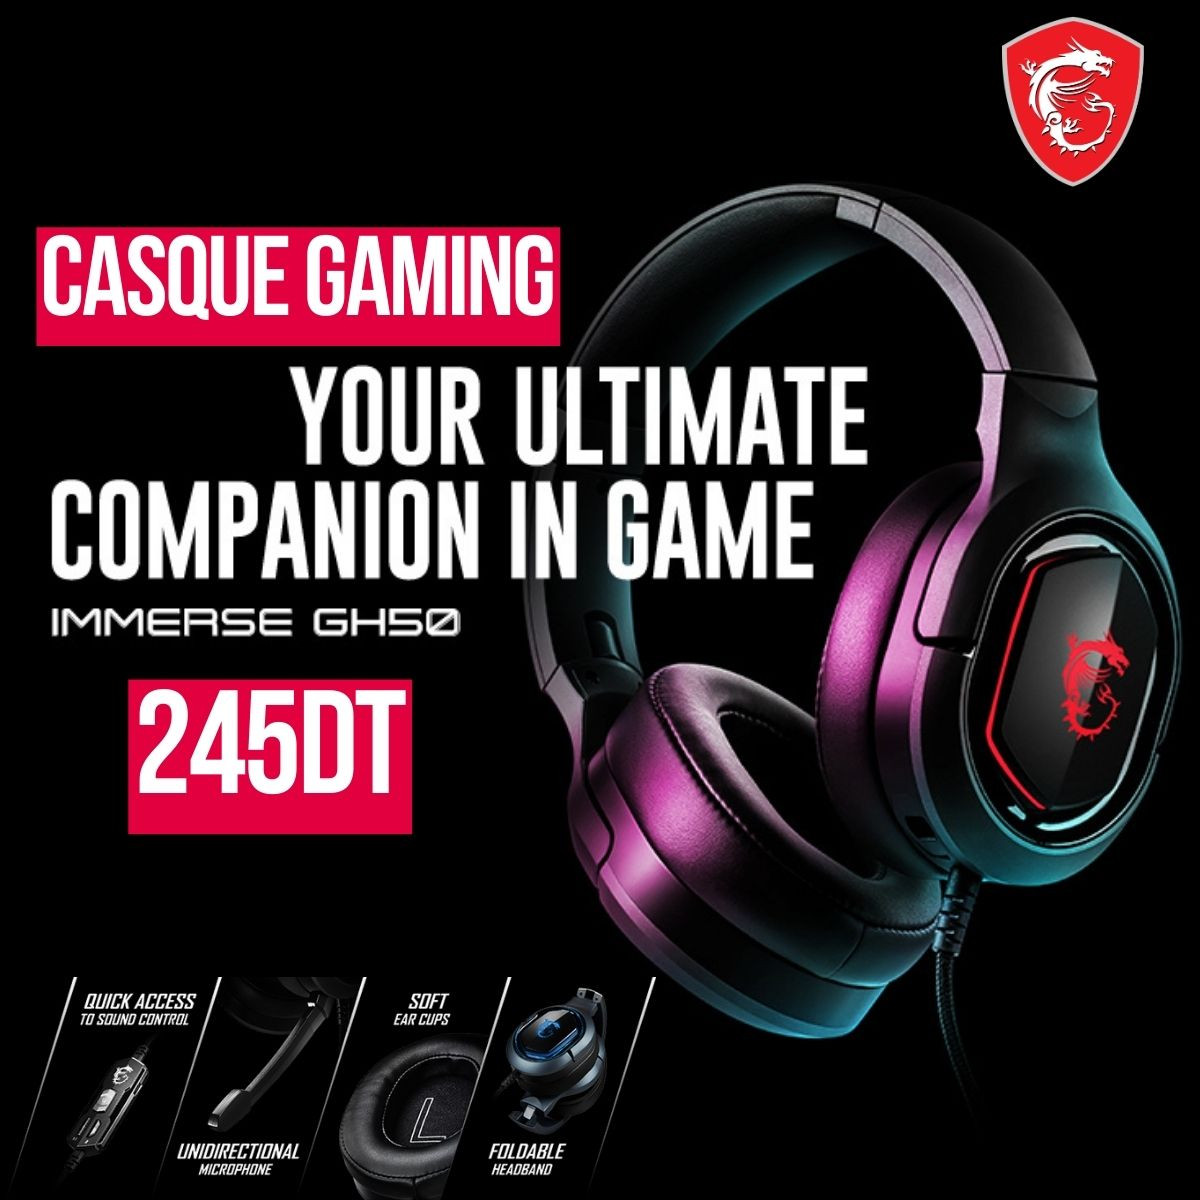 CASQUE GAMING
YOUR ULTIMATE
COMPANION IN GAME
IMMERSE GH50
245DT
QUICK ACCESS
TO SOUND CONTROL
UNIDIRECTIONAL
MICROPHONE
SOFT
EAR CUPS
L
FOLDABLE
HEADBAND